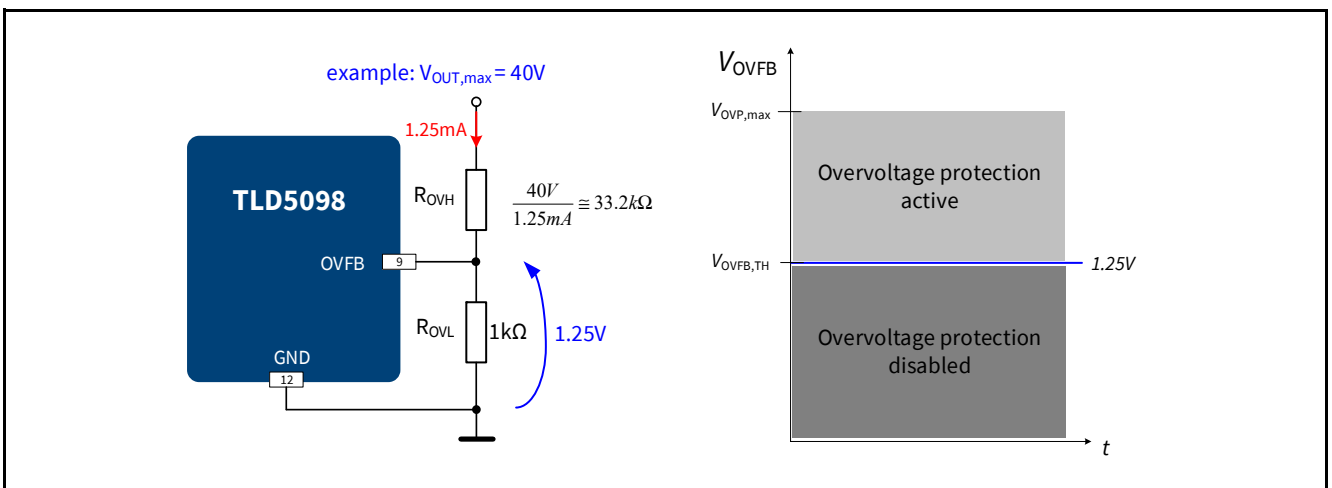 example: VOUT,max = 40V
1.25mA
TLD5098
ROVH
40V
1.25mA
≅ 33.2kΩ
OVFB
9
ROVL
1kΩ
1.25V
GND
12
VOVFB
VOVP,max
Overvoltage protection
active
VOVFB,TH
1.25V
Overvoltage protection
disabled
t